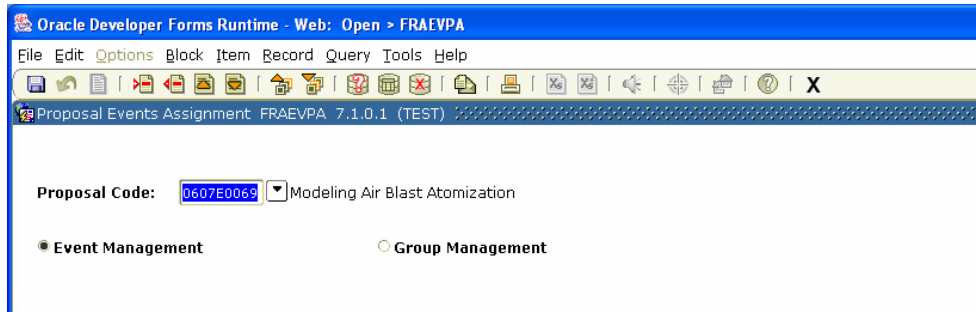 Oracle Developer Forms Runtime - Web: Open > FRAEVPA
File Edit Options Block Item Record Query Tools Help
X
Proposal Events Assignment FRAEVPA 7.1.0.1 (TEST)
Proposal Code: 0607E0069 Modeling Air Blast Atomization
Event Management Group Management